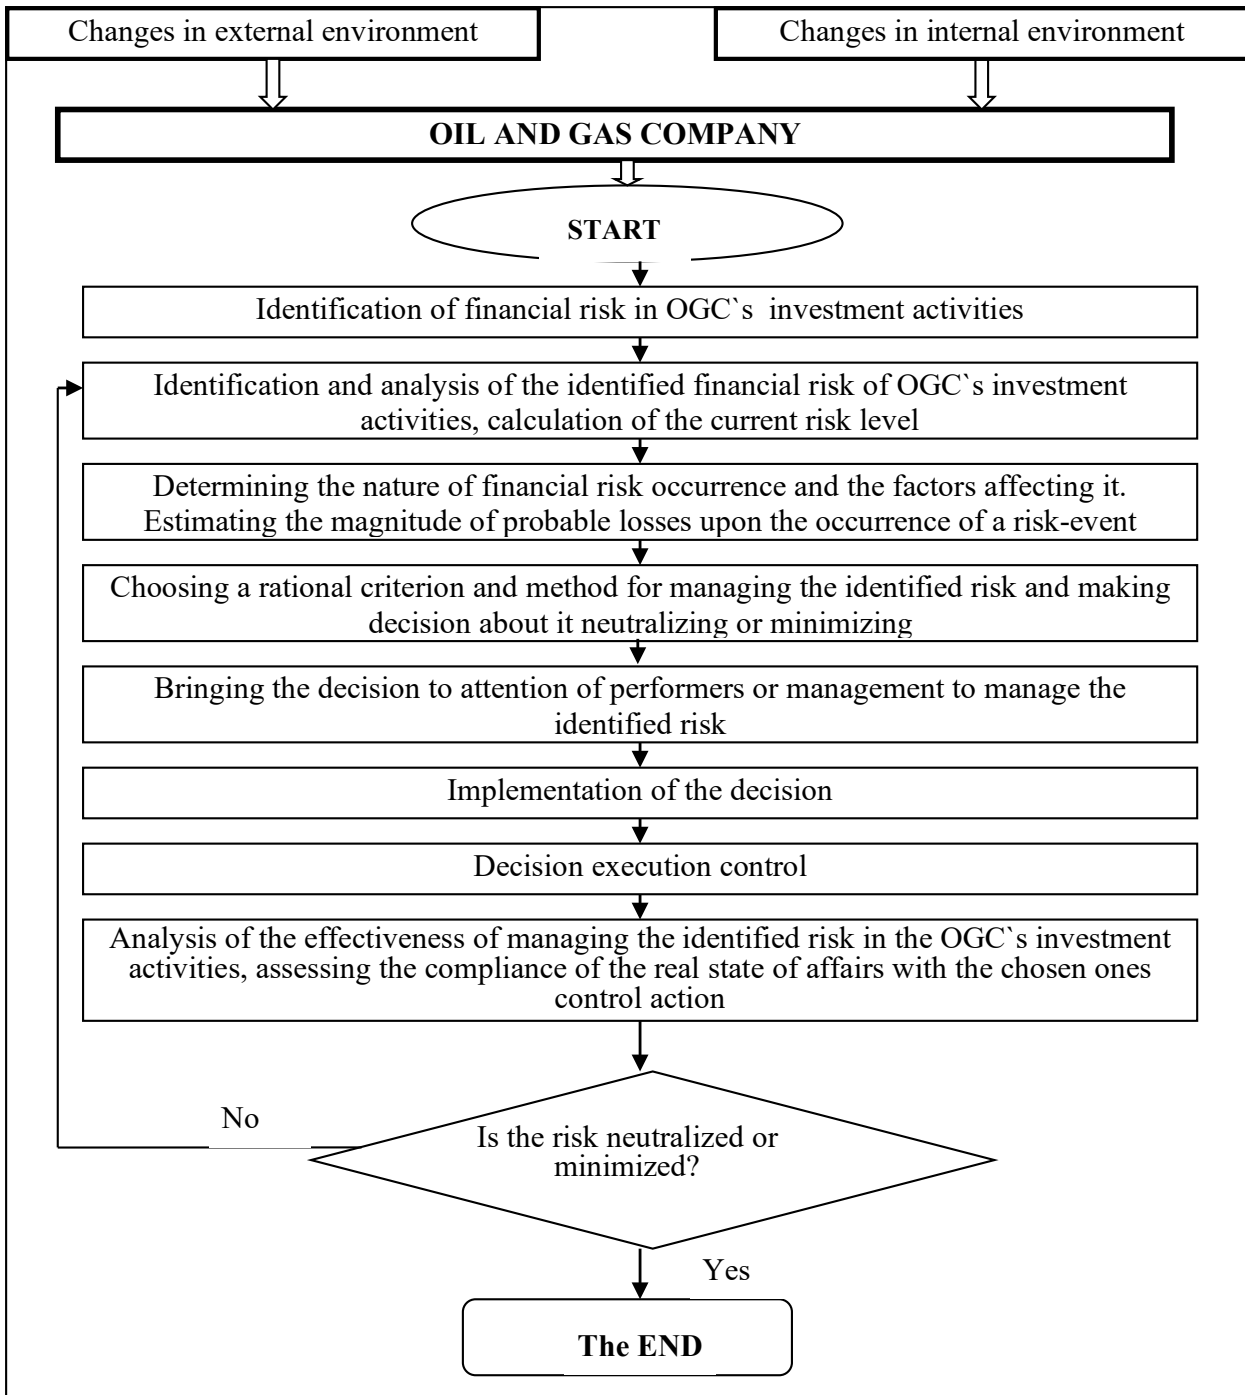 Changes in external environment
Changes in internal environment
OIL AND GAS COMPANY
START
Identification of financial risk in OGC`s  investment activities
Identification and analysis of the identified financial risk of OGC`s investment
activities, calculation of the current risk level
Determining the nature of financial risk occurrence and the factors affecting it.
Estimating the magnitude of probable losses upon the occurrence of a risk-event
Choosing a rational criterion and method for managing the identified risk and making
decision about it neutralizing or minimizing
Bringing the decision to attention of performers or management to manage the
identified risk
Implementation of the decision
Decision execution control
Analysis of the effectiveness of managing the identified risk in the OGC`s investment
activities, assessing the compliance of the real state of affairs with the chosen ones
control action
No
Is the risk neutralized or
minimized?
Yes
The END